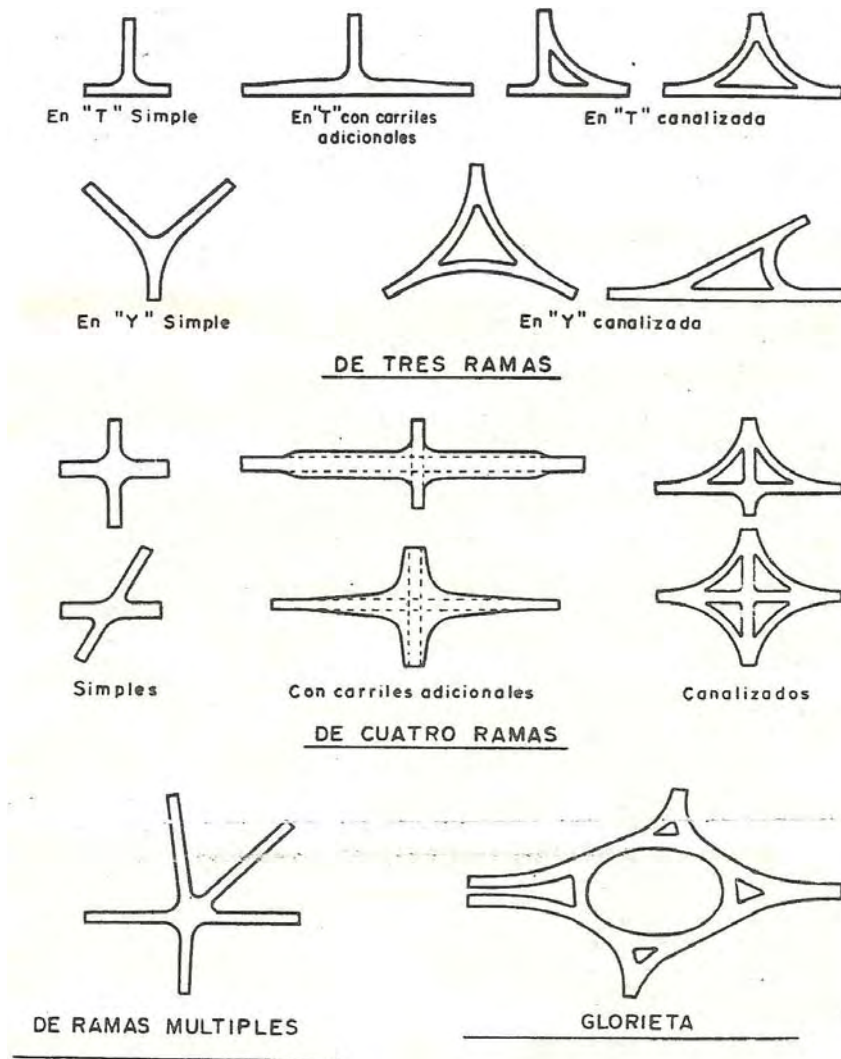 En "T" Simple
En "T" con carriles
adicionales
En "T" canalizada
En "Y" Simple
En "Y" canalizada
DE TRES RAMAS
Simples
Con carriles adicionales
Canalizados
DE CUATRO RAMAS
DE RAMAS MULTIPLES
GLORIETA